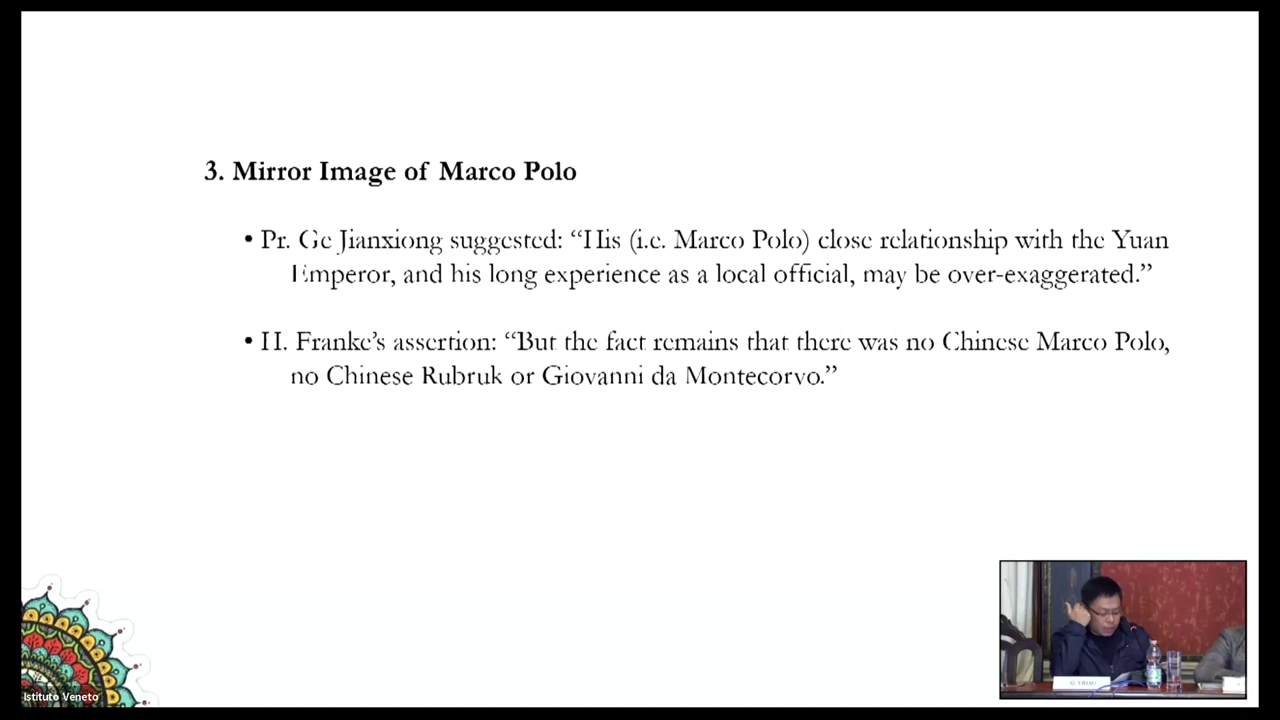 3. Mirror Image of Marco Polo
• Pr. Ge Jianxiong suggested: “His (i.e. Marco Polo) close relationship with the Yuan
Emperor, and his long experience as a local official, may be over-exaggerated.”
• H. Franke’s assertion: “But the fact remains that there was no Chinese Marco Polo,
no Chinese Rubruk or Giovanni da Montecorvo.”
Istituto Veneto